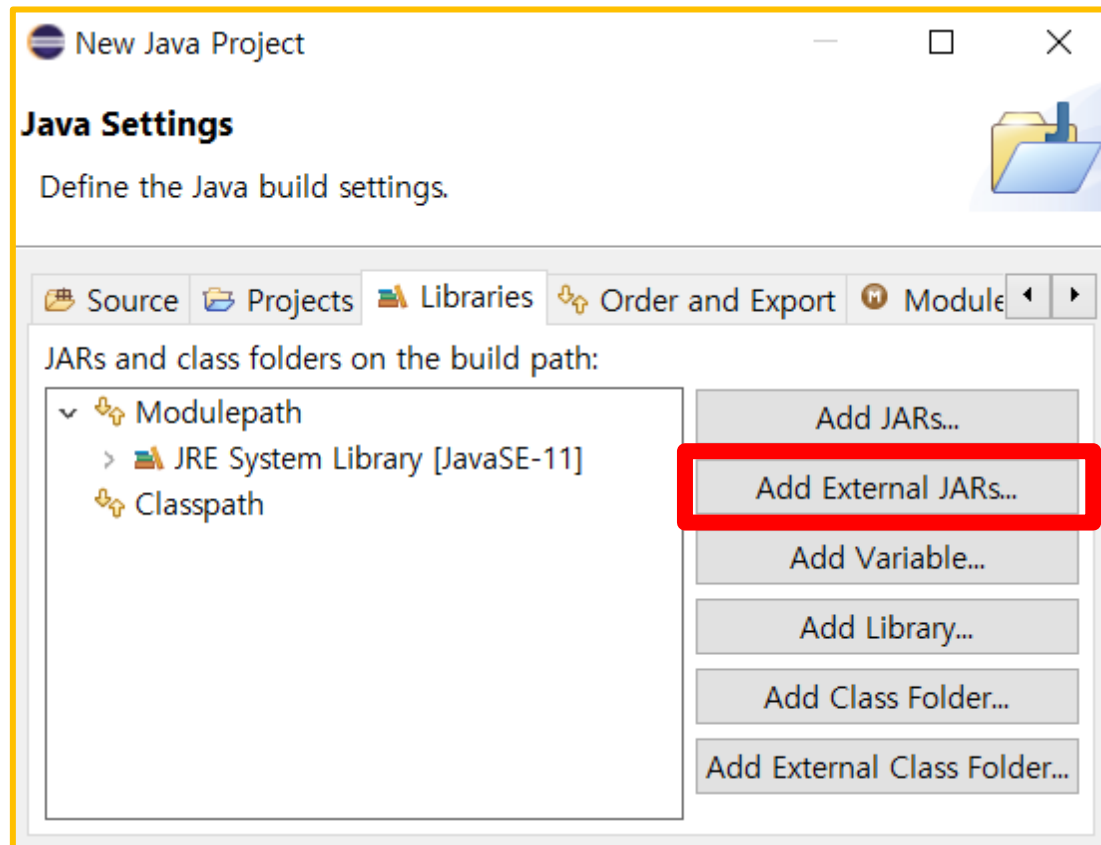 New Java Project
Java Settings
Define the Java build settings.
Source Projects Libraries Order and Export Module
JARs and class folders on the build path:
Modulepath
JRE System Library [JavaSE-11]
Classpath
Add JARs...
Add External JARs...
Add Variable...
Add Library...
Add Class Folder...
Add External Class Folder...